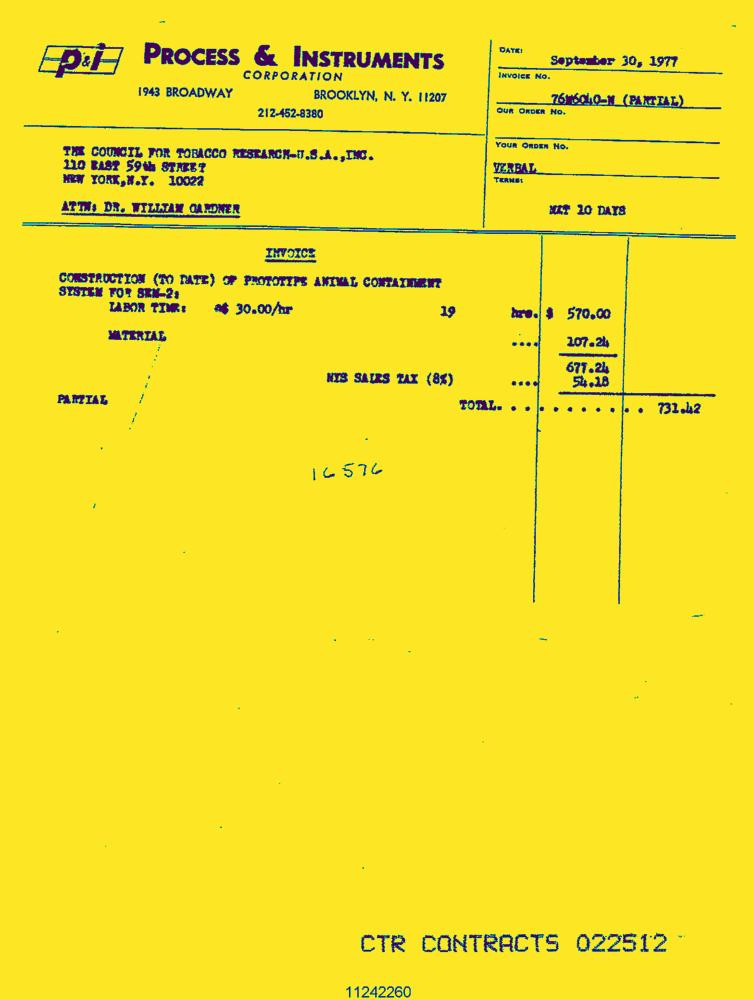 p&i PROCESS & INSTRUMENTS
CORPORATION
1943 BROADWAY BROOKLYN, N. Y. 11207
212-452-8380
DATE:
September 30, 1977
INVOICE NO.
76M6040-N (PARTIAL)
OUR ORDER NO.
YOUR ORDER NO.
VERBAL
TERMS:
NET 10 DAYS
THE COUNCIL FOR TOBACCO RESEARCH-U.S.A.,INC.
110 EAST 59th STREET
NEW YORK,N.Y. 10022
ATTN: DR. WILLIAM GARDNER
INVOICE
CONSTRUCTION (TO DATE) OF PROTOTYPE ANIMAL CONTAINMENT
SYSTEM FOR SEM-2:
LABOR TIME: @$ 30.00/hr 19 hrs. $ 570.00
MATERIAL .... 107.24
677.24
NYS SALES TAX (8%) .... 54.18
PARTIAL
TOTAL. . . . . . . . . . . 731.42
16576
CTR CONTRACTS 022512
11242260